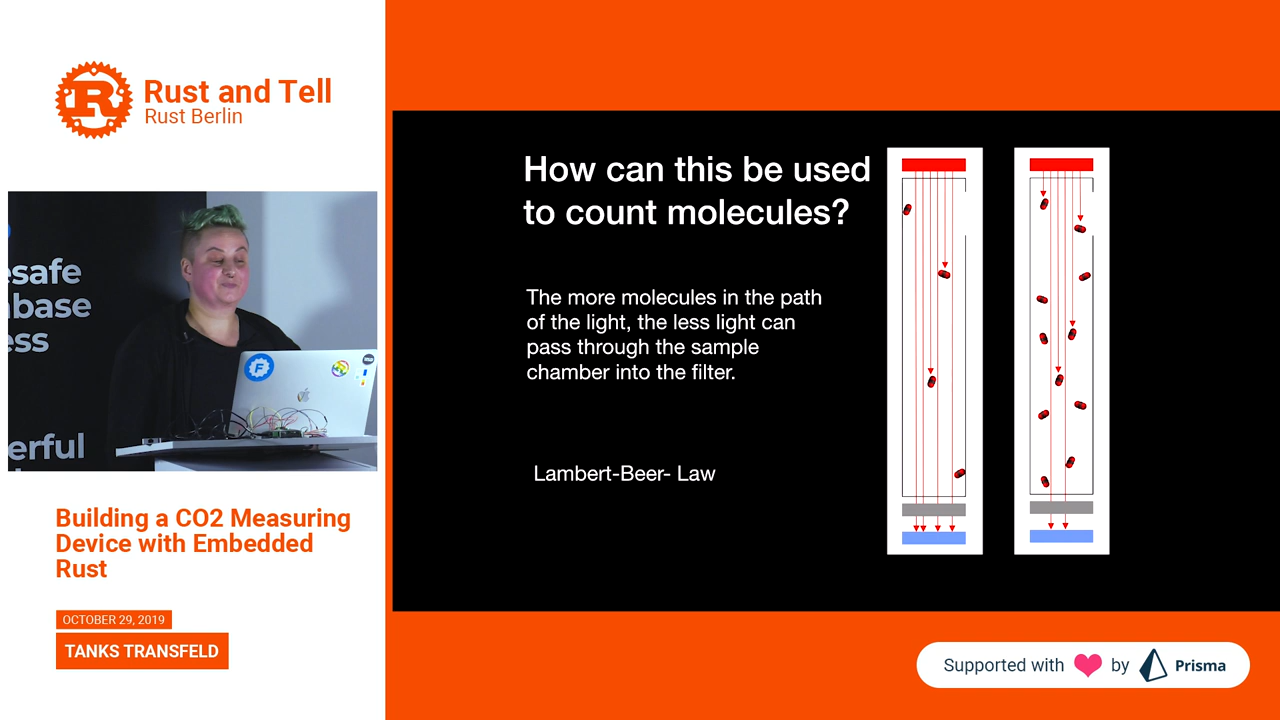 Rust and Tell
Rust Berlin
esafe
abase
ess
erful
F
Building a CO2 Measuring
Device with Embedded
Rust
OCTOBER 29, 2019
TANKS TRANSFELD
How can this be used
to count molecules?
The more molecules in the path
of the light, the less light can
pass through the sample
chamber into the filter.
Lambert-Beer- Law
Supported with by Prisma